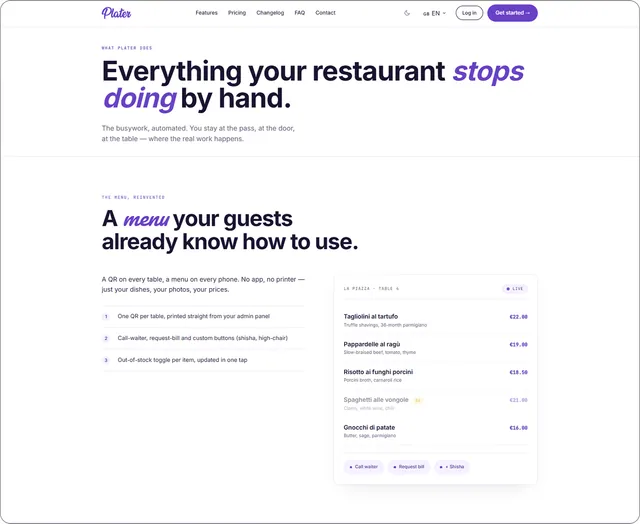 Plater
Features Pricing Changelog FAQ Contact GB EN Log in Get started →
WHAT PLATER DOES
Everything your restaurant stops
doing by hand.
The busywork, automated. You stay at the pass, at the door,
at the table — where the real work happens.
THE MENU, REINVENTED
A menu your guests
already know how to use.
A QR on every table, a menu on every phone. No app, no printer —
just your dishes, your photos, your prices.
1 One QR per table, printed straight from your admin panel
2 Call-waiter, request-bill and custom buttons (shisha, high-chair)
3 Out-of-stock toggle per item, updated in one tap
LA PIAZZA · TABLE 4 LIVE
Tagliolini al tartufo €22.00
Truffle shavings, 36-month parmigiano
Pappardelle al ragù €19.00
Slow-braised beef, tomato, thyme
Risotto ai funghi porcini €18.50
Porcini broth, carnaroli rice
Spaghetti alle vongole €21.00
Clams, white wine, chili
Gnocchi di patate €16.00
Butter, sage, parmigiano
Call waiter Request bill + Shisha